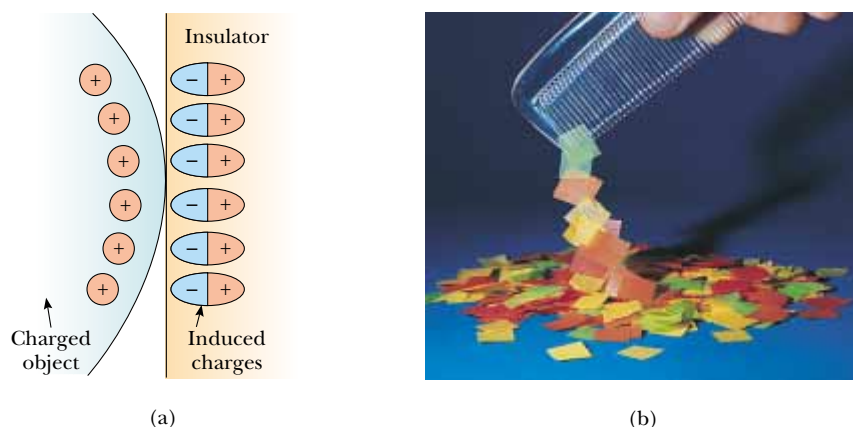 Insulator
+
+
+
+
+
+
− +
− +
− +
− +
− +
− +
Charged
object
Induced
charges
(a)
(b)